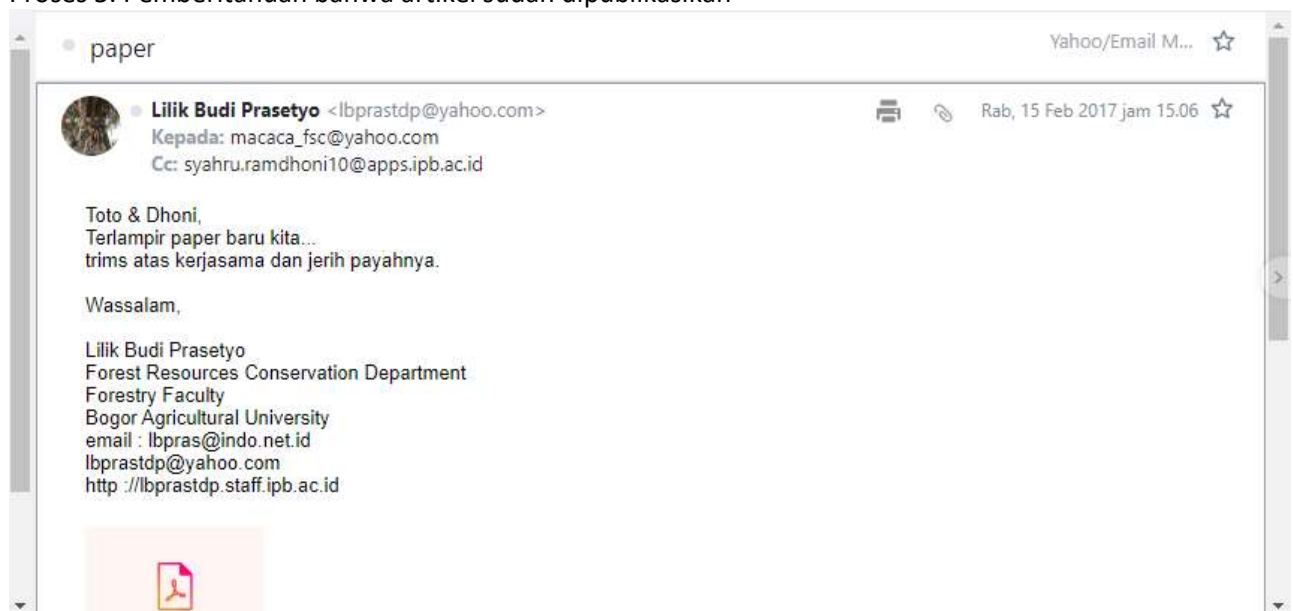 Proses 5. Pemberitahuan bahwa artikel sudah dipublikasikan
paper
Yahoo/Email M...
Lilik Budi Prasetyo <lbprastdp@yahoo.com>
Rab, 15 Feb 2017 jam 15.06
Kepada: macaca_fsc@yahoo.com
Cc: syahru.ramdhoni10@apps.ipb.ac.id
Toto & Dhoni,
Terlampir paper baru kita...
trims atas kerjasama dan jerih payahnya.
Wassalam,
Lilik Budi Prasetyo
Forest Resources Conservation Department
Forestry Faculty
Bogor Agricultural University
email : lbpras@indo.net.id
lbprastdp@yahoo.com
http ://lbprastdp.staff.ipb.ac.id